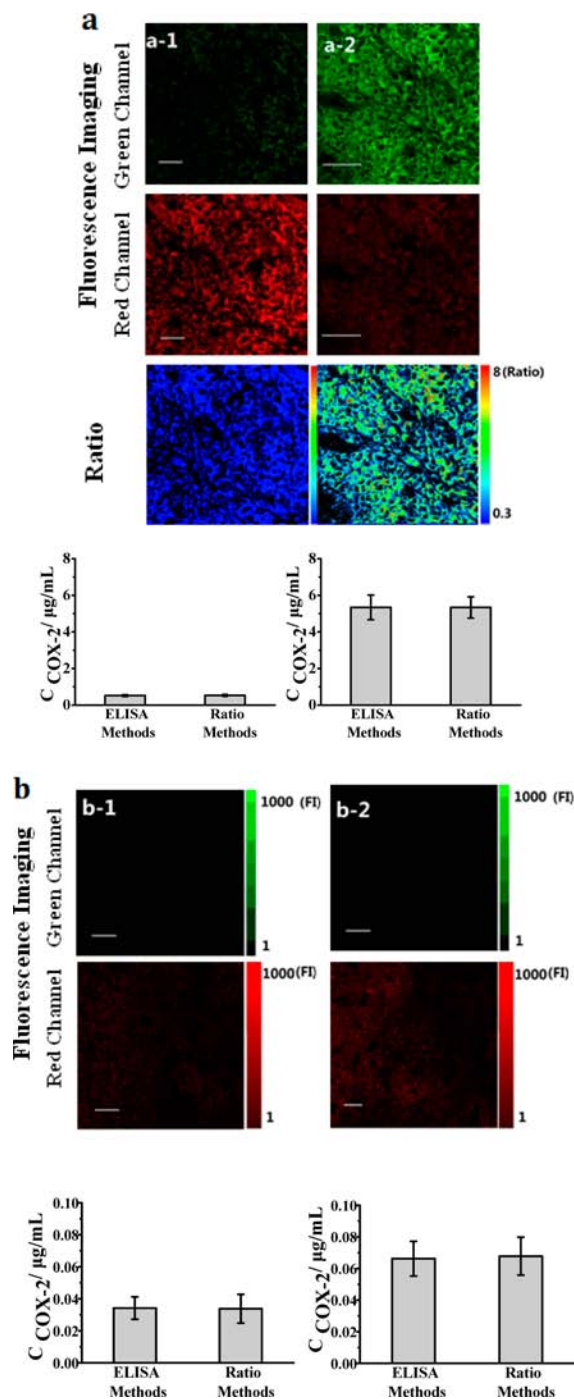 a
a-1
a-2
Fluorescence Imaging
Green Channel
Red Channel
Ratio
8 (Ratio)
0.3
C COX-2/ μg/mL
8
6
4
2
0
ELISA Methods
Ratio Methods
C COX-2/ μg/mL
8
6
4
2
0
ELISA Methods
Ratio Methods
b
b-1
1000 (FI)
1
b-2
1000 (FI)
1
Fluorescence Imaging
Green Channel
Red Channel
1000(FI)
1
1000(FI)
1
C COX-2/ μg/mL
0.10
0.08
0.06
0.04
0.02
0.00
ELISA Methods
Ratio Methods
C COX-2/ μg/mL
0.10
0.08
0.06
0.04
0.02
0.00
ELISA Methods
Ratio Methods